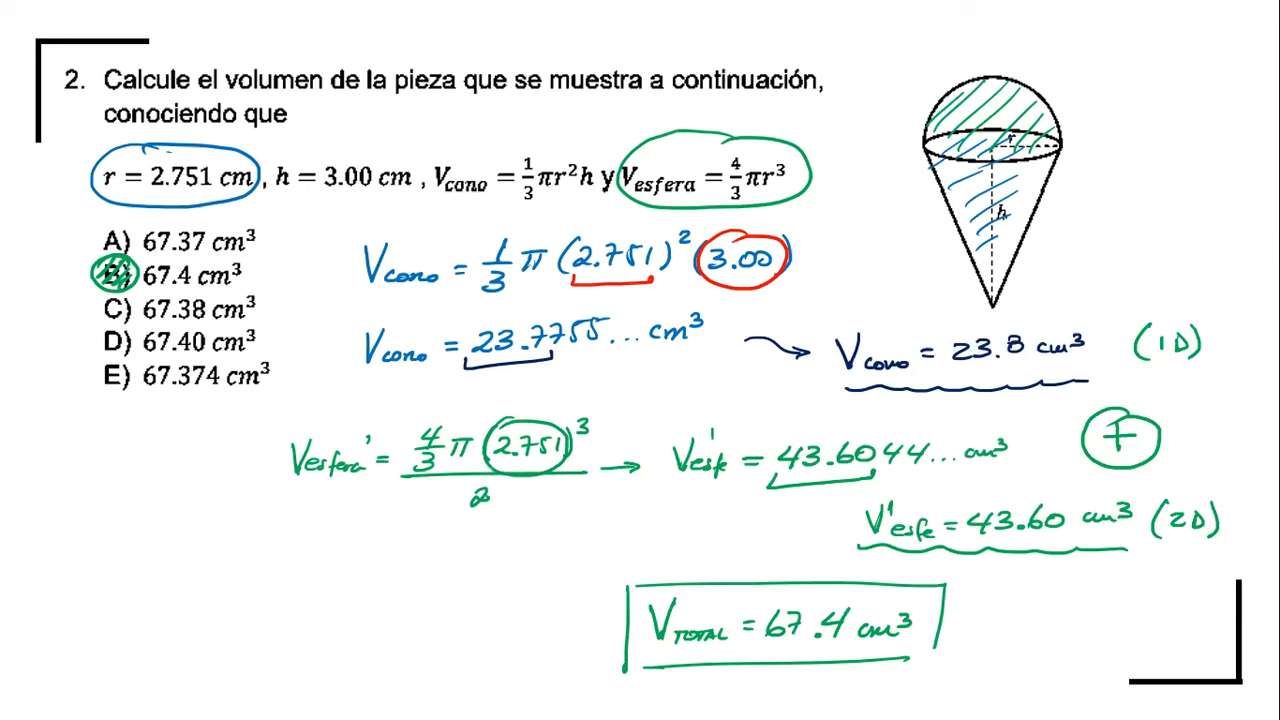 2. Calcule el volumen de la pieza que se muestra a continuación,
conociendo que
r = 2.751 cm, h = 3.00 cm , V_cono = 1/3 πr²h y V_esfera = 4/3 πr³
r
h
A) 67.37 cm³
B) 67.4 cm³
C) 67.38 cm³
D) 67.40 cm³
E) 67.374 cm³
V_cono = 1/3 π (2.751)² (3.00)
V_cono = 23.7755... cm³
V_cono = 23.8 cm³ (1D)
V_esfera' = 4/3 π (2.751)³ / 2 → V'_esfe = 43.6044... cm³
+
V'_esfe = 43.60 cm³ (2D)
V_TOTAL = 67.4 cm³